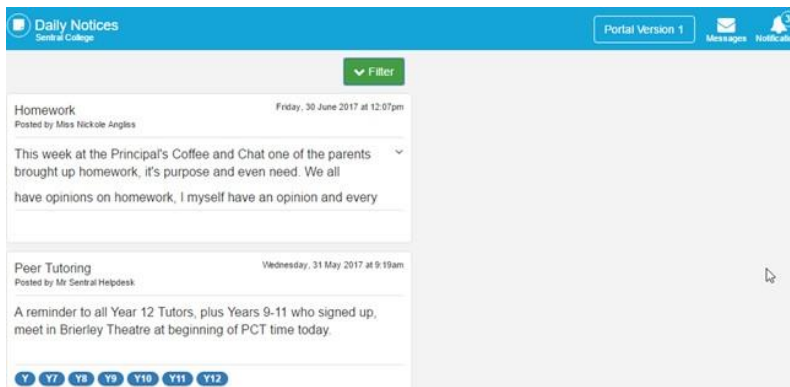 Daily Notices
Sentral College
Portal Version 1
Messages
3
Filter
Homework
Friday, 30 June 2017 at 12:07pm
Posted by Miss Nickole Angliss
This week at the Principal's Coffee and Chat one of the parents
brought up homework, it's purpose and even need. We all
have opinions on homework, I myself have an opinion and every
Peer Tutoring
Wednesday, 31 May 2017 at 9:19am
Posted by Mr Sentral Helpdesk
A reminder to all Year 12 Tutors, plus Years 9-11 who signed up,
meet in Brierley Theatre at beginning of PCT time today.
Y Y7 Y8 Y9 Y10 Y11 Y12